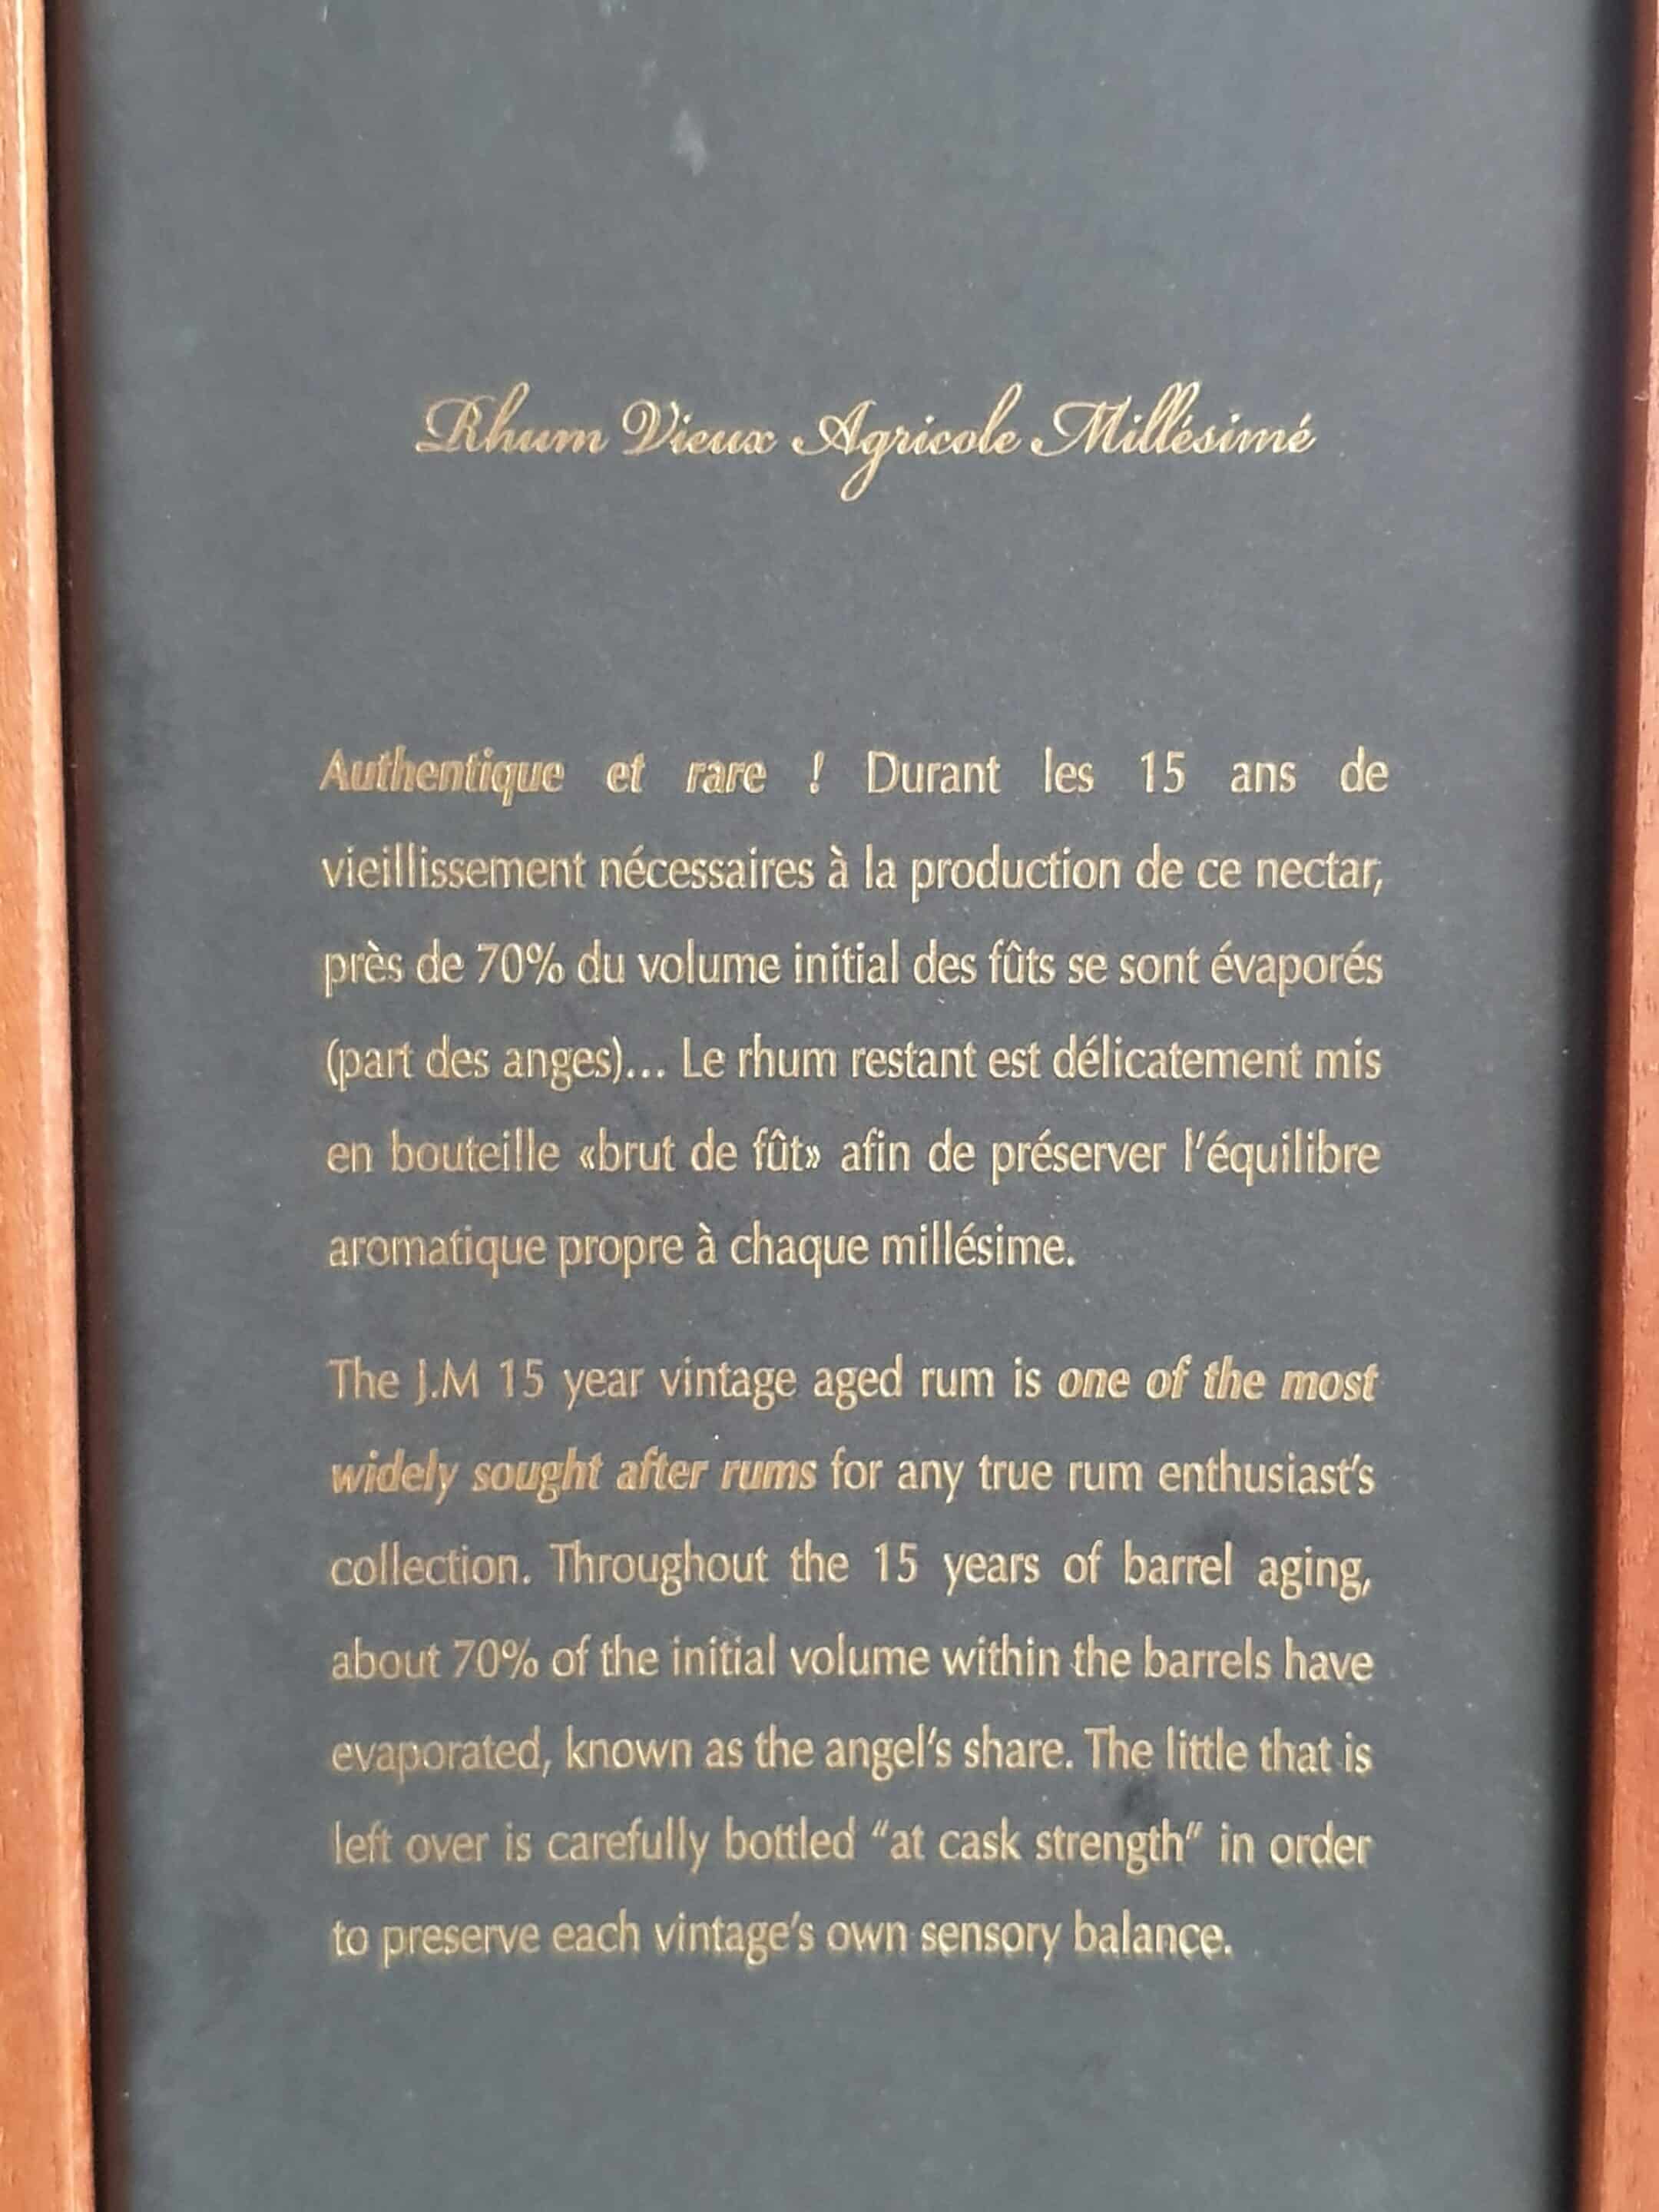 Rhum Vieux Agricole Millésimé
Authentique et rare ! Durant les 15 ans de
vieillissement nécessaires à la production de ce nectar,
près de 70% du volume initial des fûts se sont évaporés
(part des anges)... Le rhum restant est délicatement mis
en bouteille «brut de fût» afin de préserver l'équilibre
aromatique propre à chaque millésime.
The J.M 15 year vintage aged rum is one of the most
widely sought after rums for any true rum enthusiast's
collection. Throughout the 15 years of barrel aging,
about 70% of the initial volume within the barrels have
evaporated, known as the angel's share. The little that is
left over is carefully bottled "at cask strength" in order
to preserve each vintage's own sensory balance.